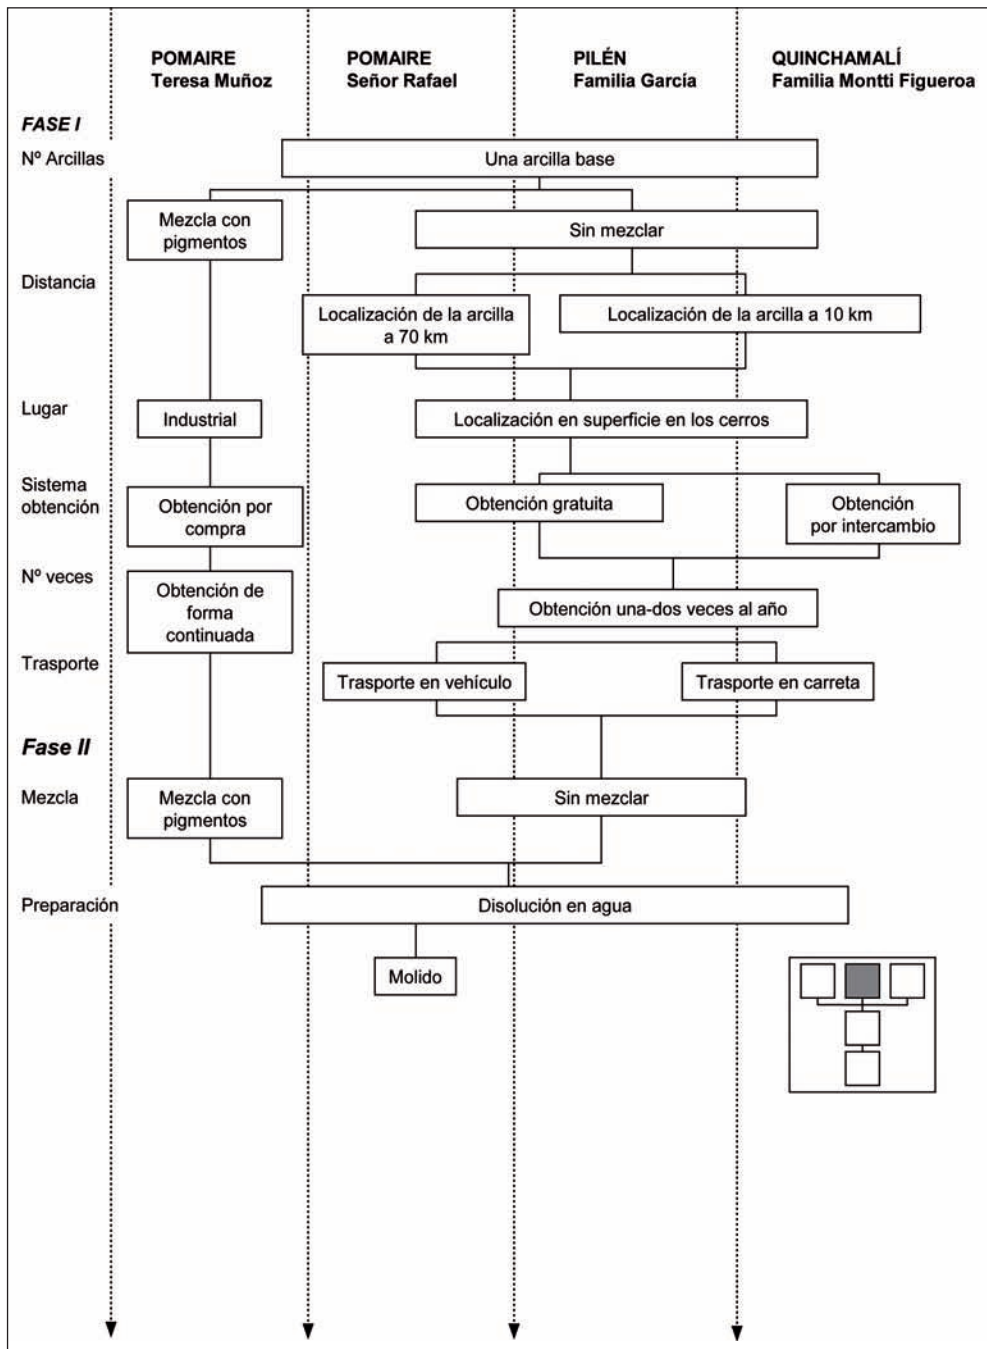 POMAIRE
Teresa Muñoz
POMAIRE
Señor Rafael
PILÉN
Familia García
QUINCHAMALÍ
Familia Montti Figueroa
FASE I
Nº Arcillas
Una arcilla base
Mezcla con
pigmentos
Sin mezclar
Distancia
Localización de la arcilla
a 70 km
Localización de la arcilla a 10 km
Lugar
Industrial
Localización en superficie en los cerros
Sistema
obtención
Obtención por
compra
Obtención gratuita
Obtención
por intercambio
Nº veces
Obtención de
forma
continuada
Obtención una-dos veces al año
Trasporte
Trasporte en vehículo
Trasporte en carreta
Fase II
Mezcla
Mezcla con
pigmentos
Sin mezclar
Preparación
Disolución en agua
Molido